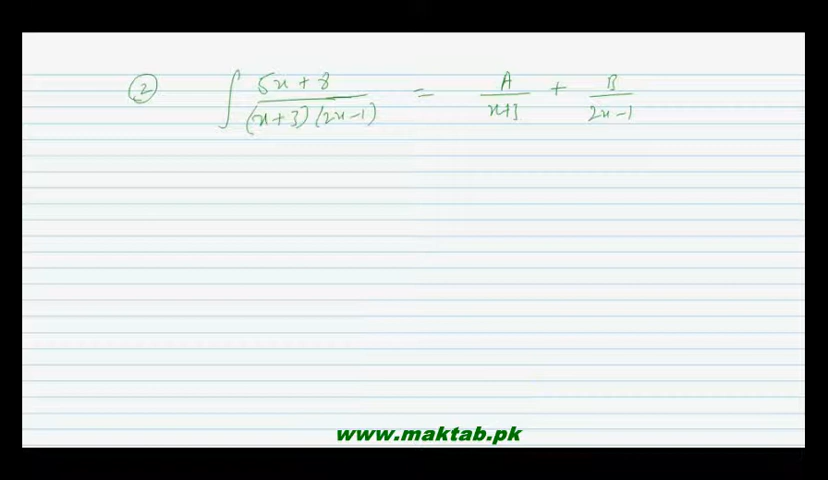 ② ∫ 5x + 8 / (x + 3) (2x - 1) = A / x+3 + B / 2x - 1
www.maktab.pk